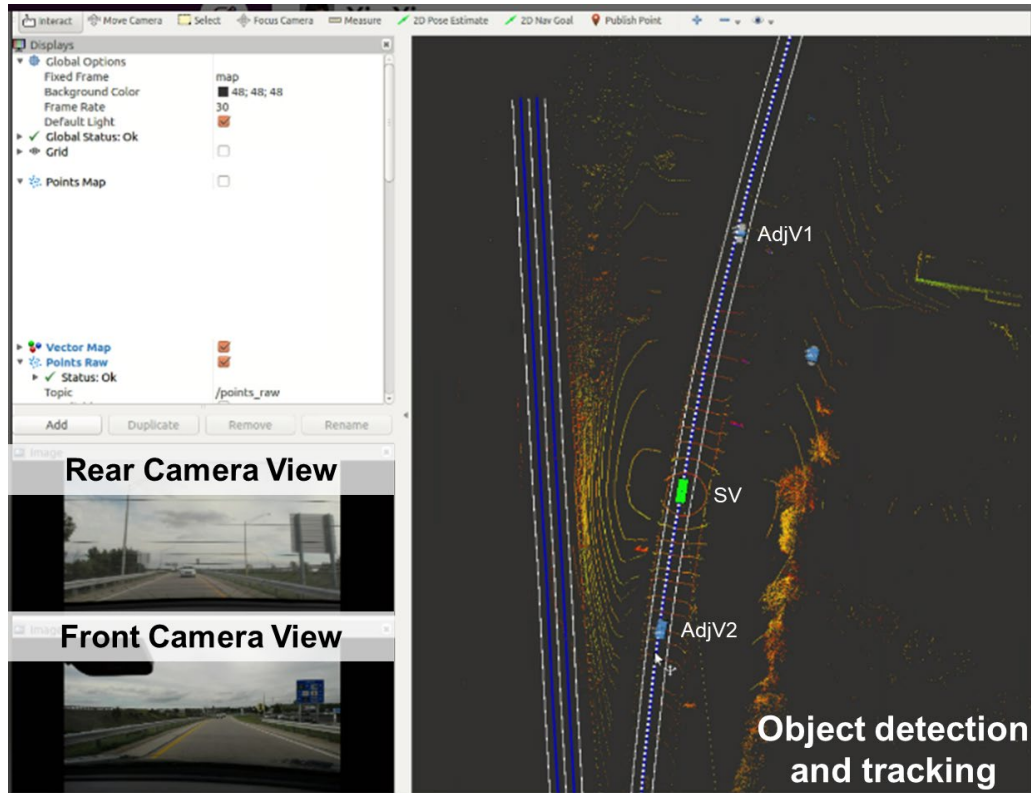 Interact Move Camera Select Focus Camera Measure 2D Pose Estimate 2D Nav Goal Publish Point
Displays
Global Options
Fixed Frame map
Background Color 48; 48; 48
Frame Rate 30
Default Light
Global Status: Ok
Grid
Points Map
Vector Map
Points Raw
Status: Ok
Topic /points_raw
Add Duplicate Remove Rename
Image
Rear Camera View
Image
Front Camera View
AdjV1
SV
AdjV2
Object detection
and tracking